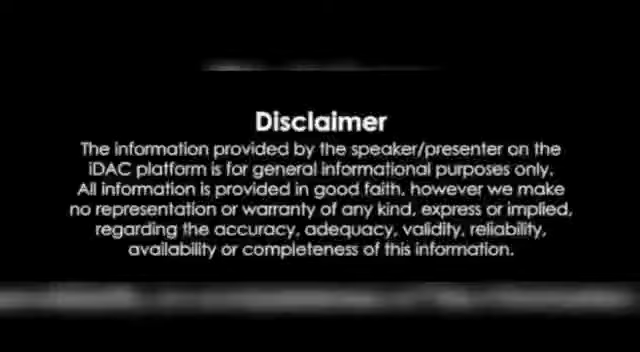 Disclaimer
The information provided by the speaker/presenter on the
iDAC platform is for general informational purposes only.
All information is provided in good faith, however we make
no representation or warranty of any kind, express or implied,
regarding the accuracy, adequacy, validity, reliability,
availability or completeness of this information.